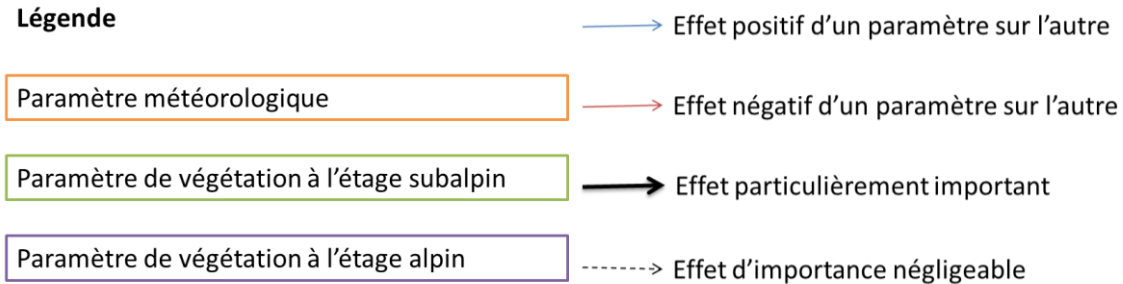 Légende
Effet positif d'un paramètre sur l'autre
Paramètre météorologique
Effet négatif d'un paramètre sur l'autre
Paramètre de végétation à l'étage subalpin
Effet particulièrement important
Paramètre de végétation à l'étage alpin
Effet d'importance négligeable